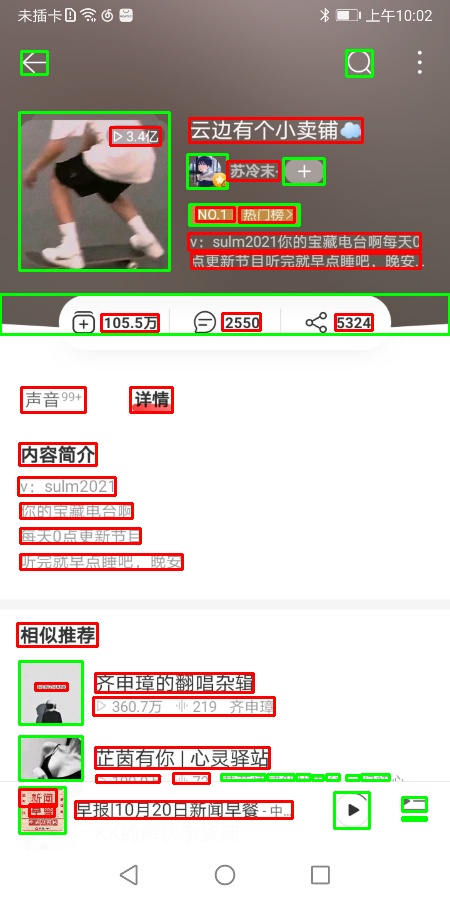 未插卡 上午10:02
3.4亿
云边有个小卖铺
苏冷末·
NO.1 热门榜
v：sulm2021你的宝藏电台啊每天0
点更新节目听完就早点睡吧，晚安...
105.5万 2550 5324
声音 99+ 详情
内容简介
v：sulm2021
你的宝藏电台啊
每天0点更新节目
听完就早点睡吧，晚安
相似推荐
齐申璋的翻唱杂辑
360.7万 219 齐申璋
芷茵有你 | 心灵驿站
新闻
早餐
早报|10月20日新闻早餐 - 中...